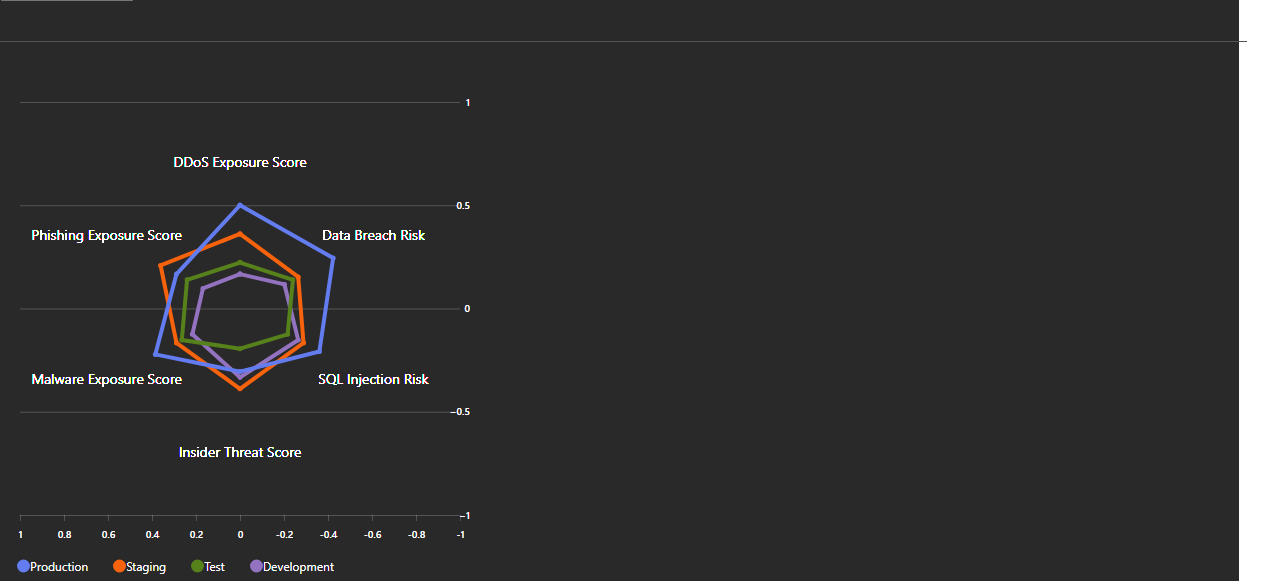 1
DDoS Exposure Score
0.5
Phishing Exposure Score
Data Breach Risk
0
Malware Exposure Score
SQL Injection Risk
−0.5
Insider Threat Score
−1
1 0.8 0.6 0.4 0.2 0 -0.2 -0.4 -0.6 -0.8 -1
Production Staging Test Development